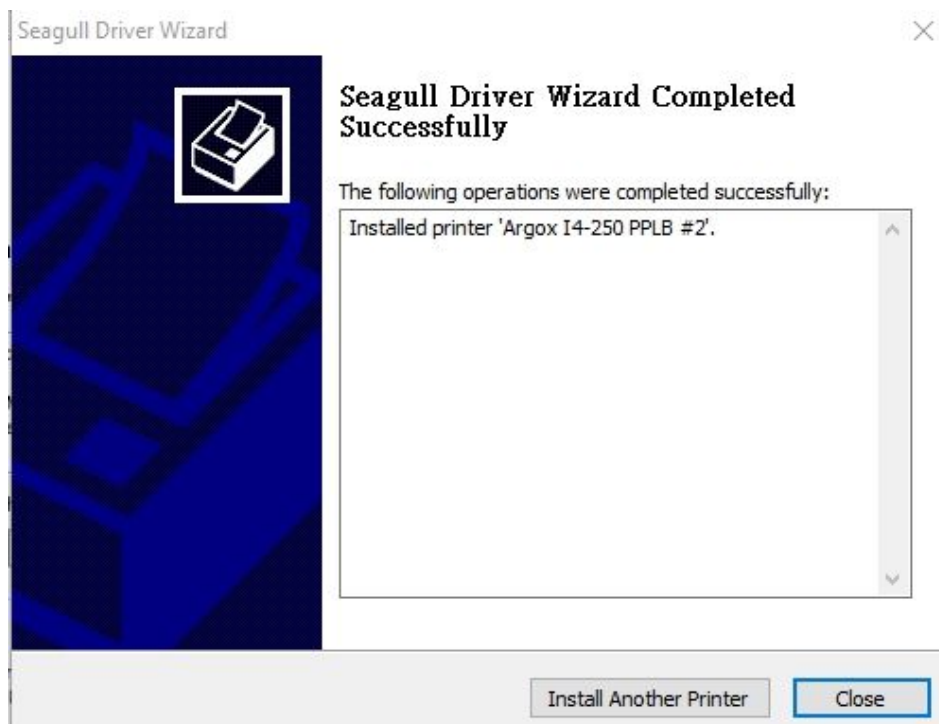 Seagull Driver Wizard
Seagull Driver Wizard Completed
Successfully
The following operations were completed successfully:
Installed printer 'Argox I4-250 PPLB #2'.
Install Another Printer
Close